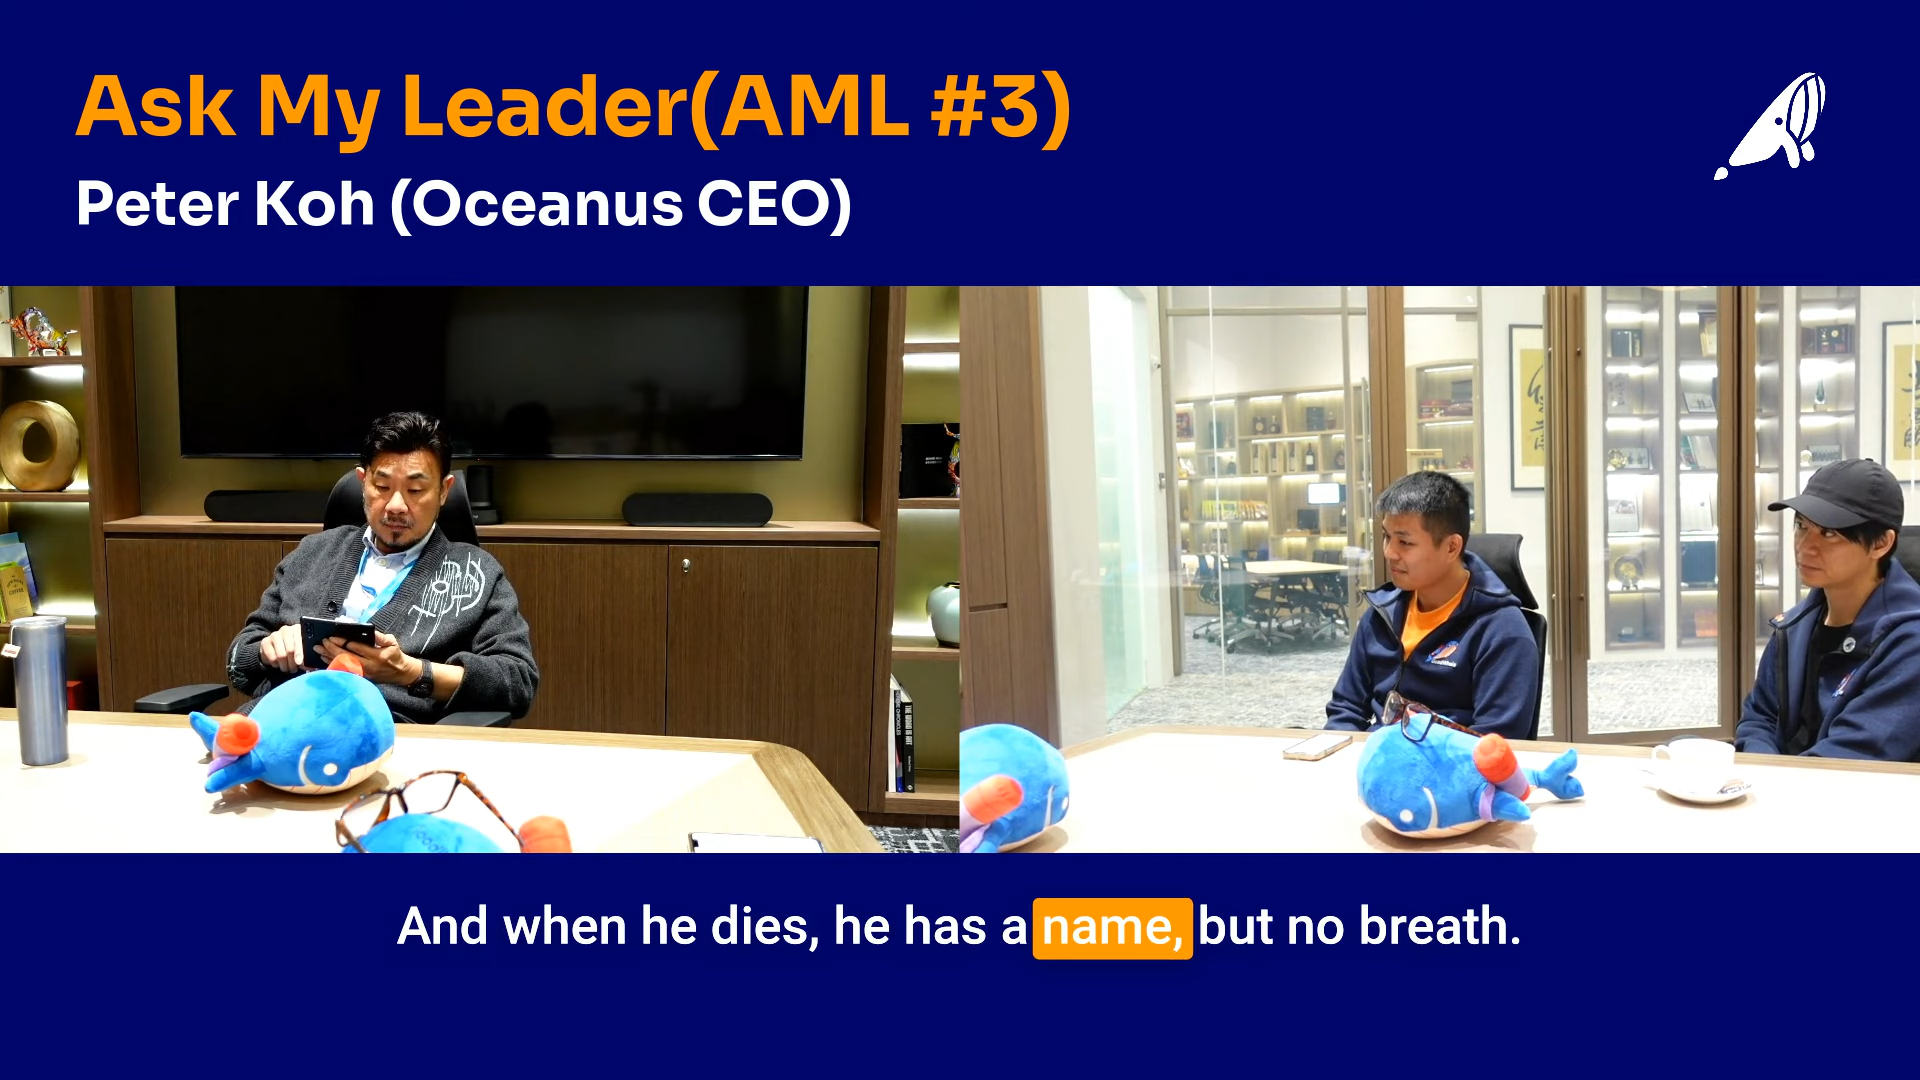 Ask My Leader(AML #3)
Peter Koh (Oceanus CEO)
And when he dies, he has a name, but no breath.